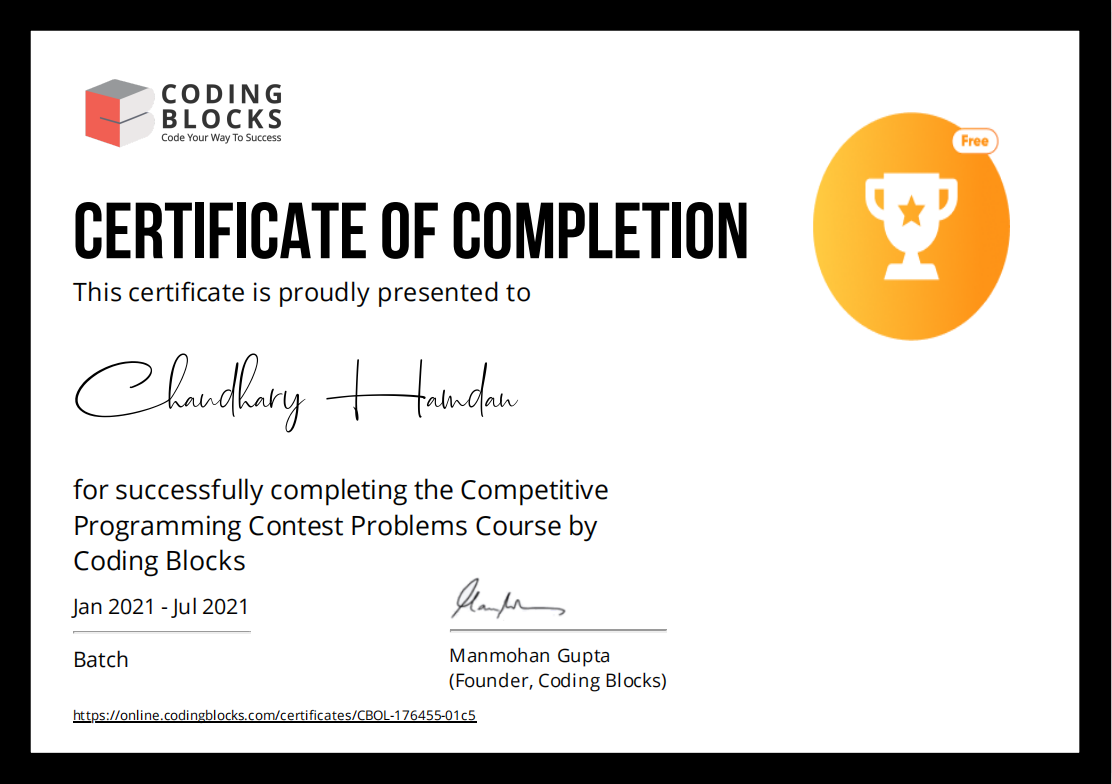 CODING
BLOCKS
Code Your Way To Success
Free
CERTIFICATE OF COMPLETION
This certificate is proudly presented to
Chaudhary Hamdan
for successfully completing the Competitive
Programming Contest Problems Course by
Coding Blocks
Jan 2021 - Jul 2021
Batch
Manmohan Gupta
(Founder, Coding Blocks)
https://online.codingblocks.com/certificates/CBOL-176455-01c5